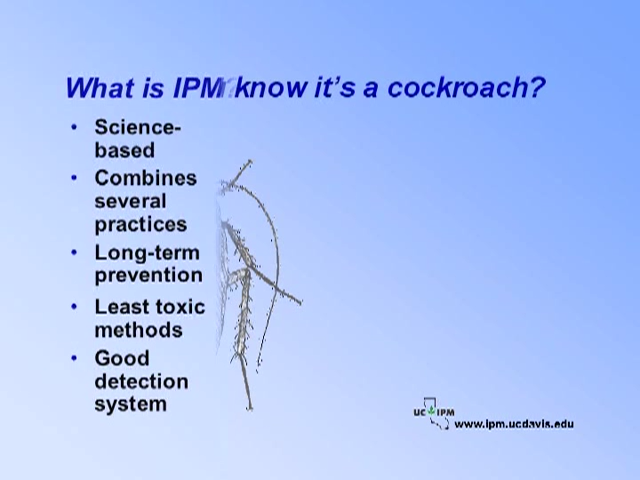 What is IPM know it's a cockroach?
• Science-
based
• Combines
several
practices
• Long-term
prevention
• Least toxic
methods
• Good
detection
system
UC IPM
www.ipm.ucdavis.edu